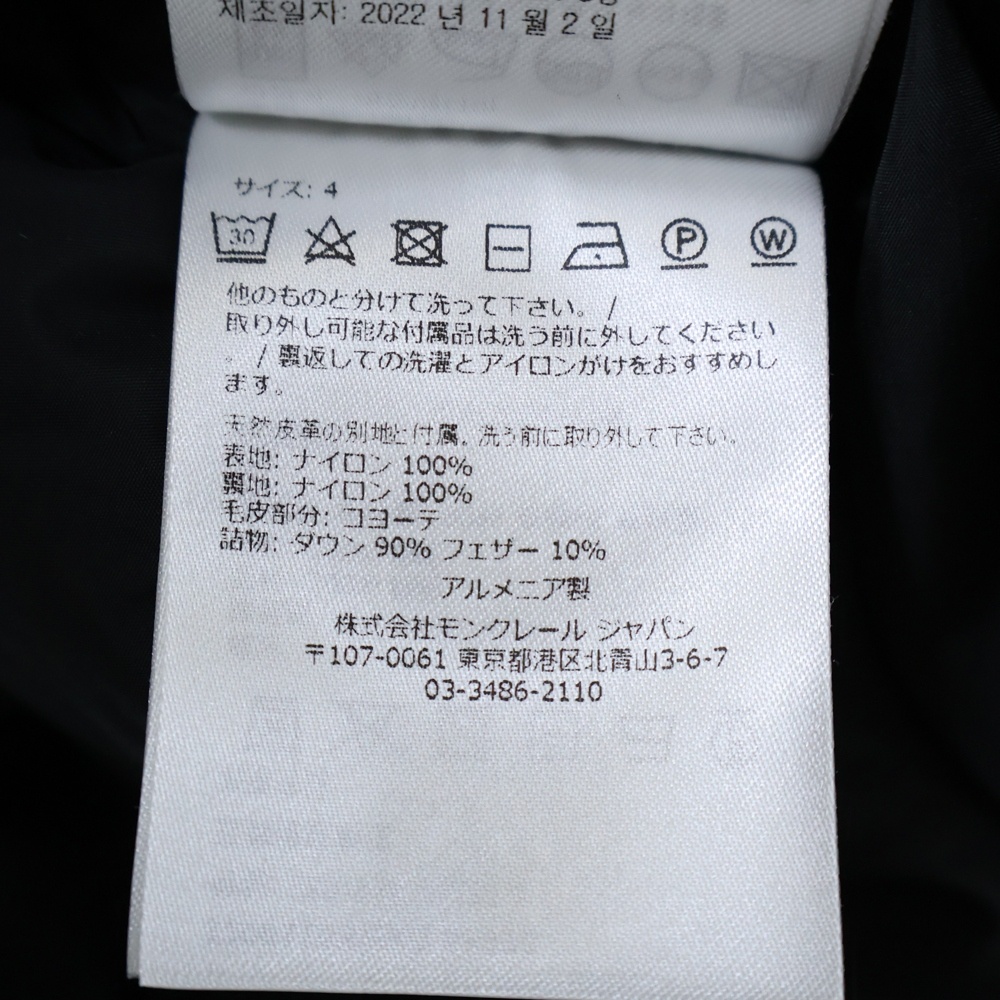 제조일자: 2022 년 11 월 2 일
サイズ: 4
30 P W
他のものと分けて洗って下さい。 /
取り外し可能な付属品は洗う前に外してください
。 / 裏返しての洗濯とアイロンがけをおすすめし
ます。
天然皮革の別地と付属、洗う前に取り外して下さい。
表地: ナイロン 100%
裏地: ナイロン 100%
毛皮部分: コヨーテ
詰物: ダウン 90% フェザー 10%
アルメニア製
株式会社モンクレール ジャパン
〒107-0061 東京都港区北青山3-6-7
03-3486-2110